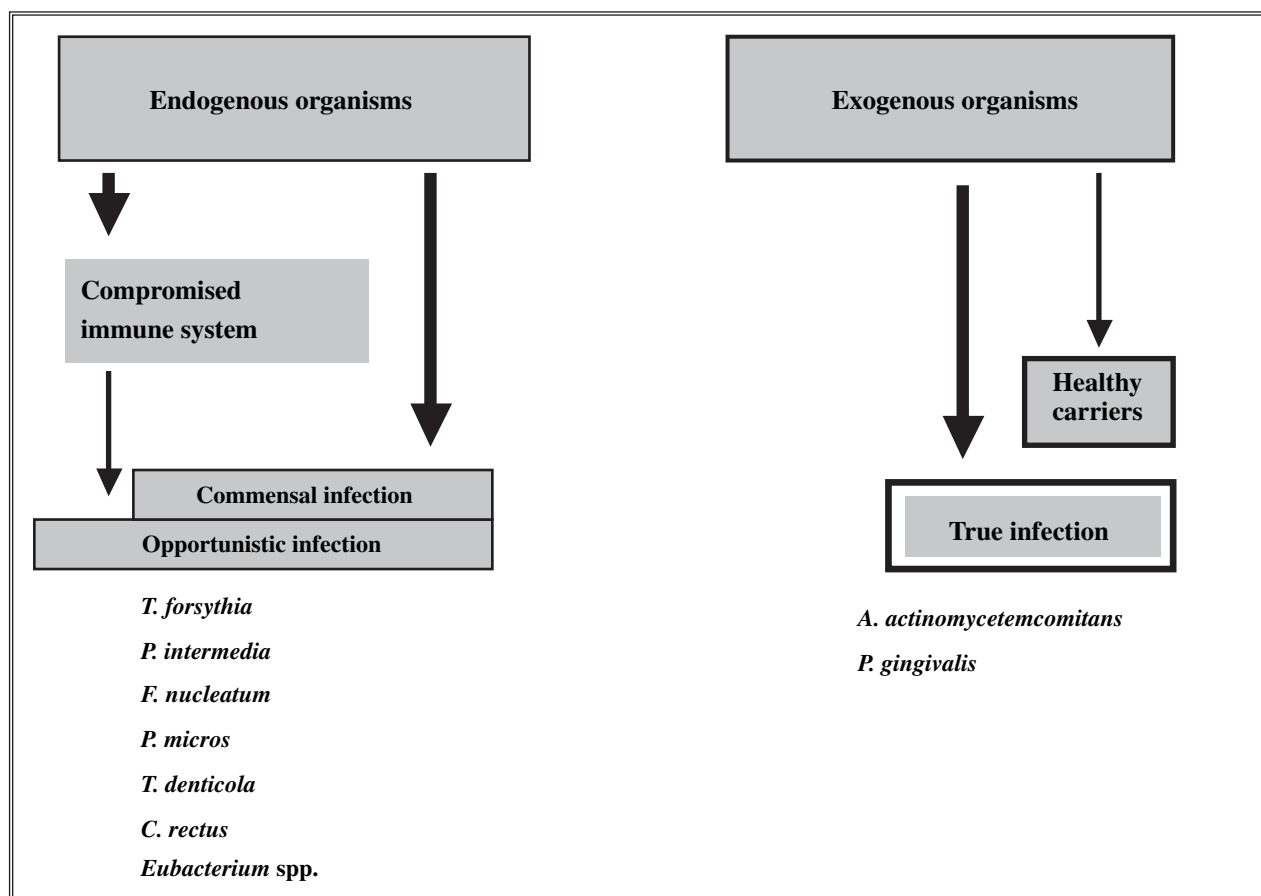 Endogenous organisms
Exogenous organisms
Compromised
immune system
Healthy
carriers
Commensal infection
Opportunistic infection
True infection
T. forsythia
P. intermedia
F. nucleatum
P. micros
T. denticola
C. rectus
Eubacterium spp.
A. actinomycetemcomitans
P. gingivalis